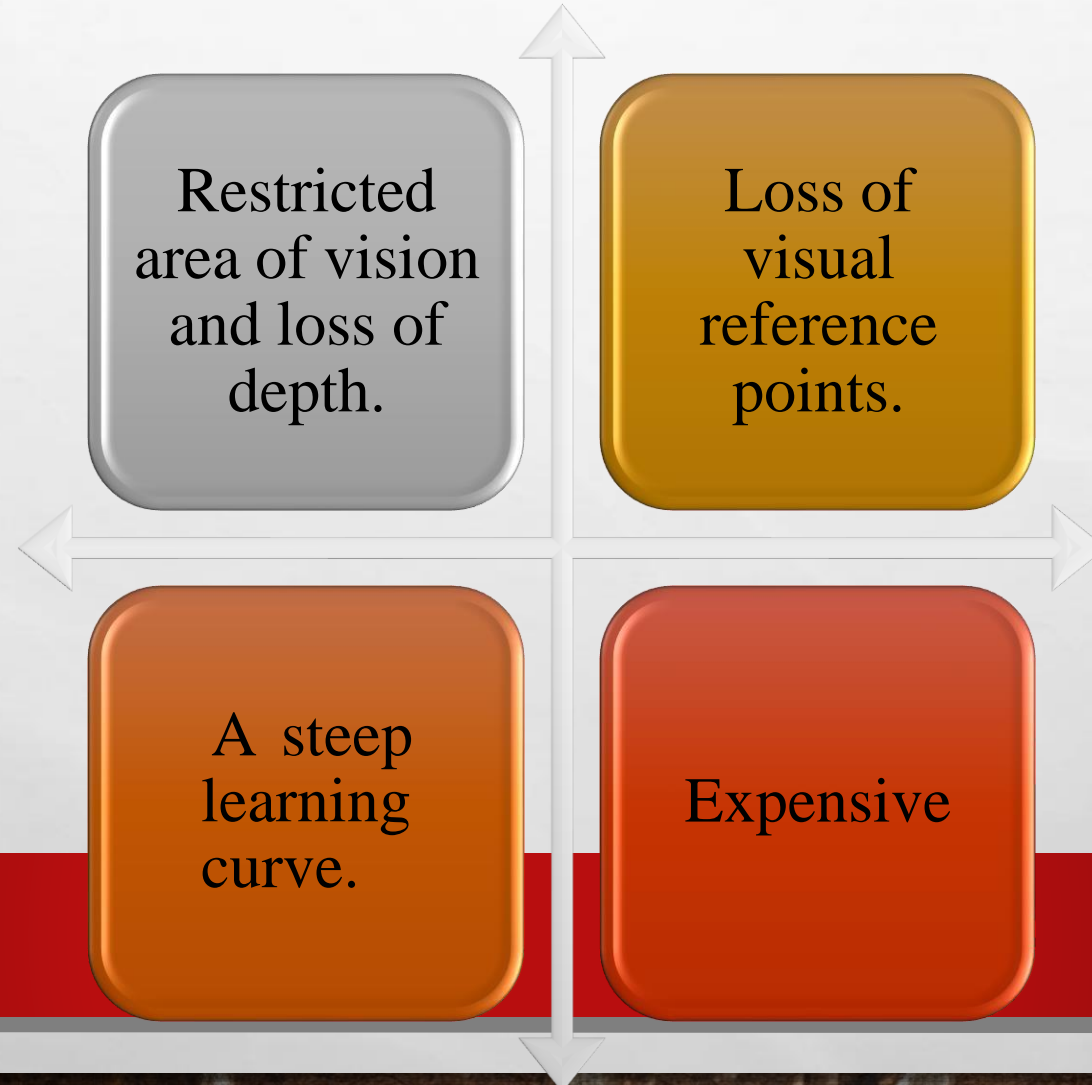 Restricted
area of vision
and loss of
depth.
Loss of
visual
reference
points.
A steep
learning
curve.
Expensive